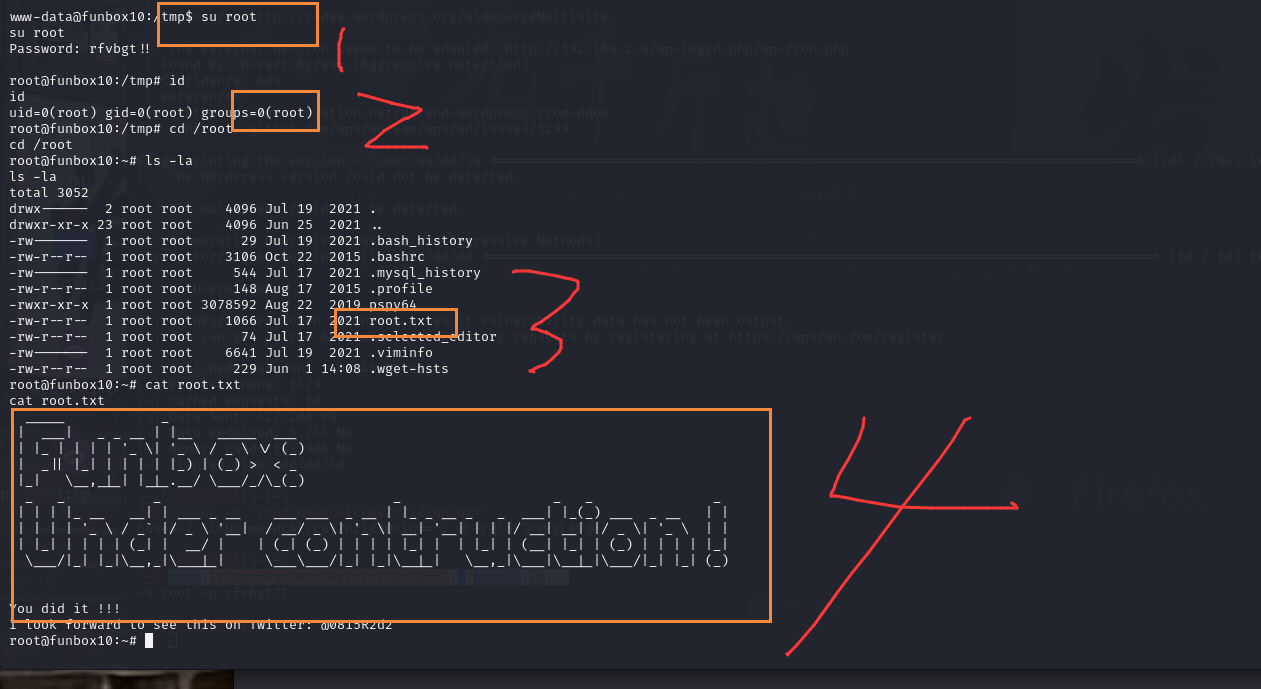 www-data@funbox10:/tmp$ su root
su root
Password: rfvbgt!!
root@funbox10:/tmp# id
id
uid=0(root) gid=0(root) groups=0(root)
root@funbox10:/tmp# cd /root
cd /root
root@funbox10:~# ls -la
ls -la
total 3052
drwx------ 2 root root 4096 Jul 19 2021 .
drwxr-xr-x 23 root root 4096 Jun 25 2021 ..
-rw------- 1 root root 29 Jul 19 2021 .bash_history
-rw-r--r-- 1 root root 3106 Oct 22 2015 .bashrc
-rw------- 1 root root 544 Jul 17 2021 .mysql_history
-rw-r--r-- 1 root root 148 Aug 17 2015 .profile
-rwxr-xr-x 1 root root 3078592 Aug 22 2019 pspy64
-rw-r--r-- 1 root root 1066 Jul 17 2021 root.txt
-rw-r--r-- 1 root root 74 Jul 17 2021 .selected_editor
-rw------- 1 root root 6641 Jul 19 2021 .viminfo
-rw-r--r-- 1 root root 229 Jun 1 14:08 .wget-hsts
root@funbox10:~# cat root.txt
cat root.txt
Funbox:
Under construction!
You did it !!!
I look forward to see this on Twitter: @0815R2d2
root@funbox10:~#
1
2
3
4